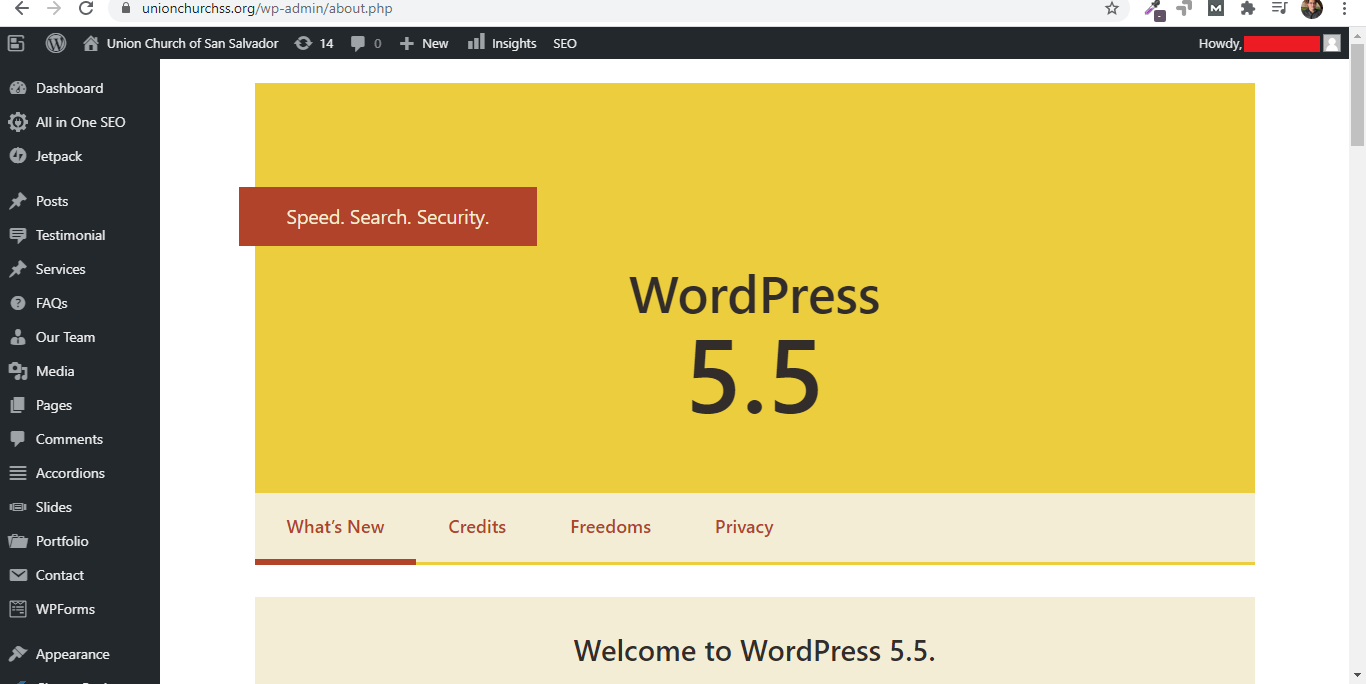 unionchurchss.org/wp-admin/about.php
M
Union Church of San Salvador 14 0 New Insights SEO Howdy,
Dashboard
All in One SEO
Jetpack
Posts
Testimonial
Services
FAQs
Our Team
Media
Pages
Comments
Accordions
Slides
Portfolio
Contact
WPForms
Appearance
Speed. Search. Security.
WordPress
5.5
What's New Credits Freedoms Privacy
Welcome to WordPress 5.5.